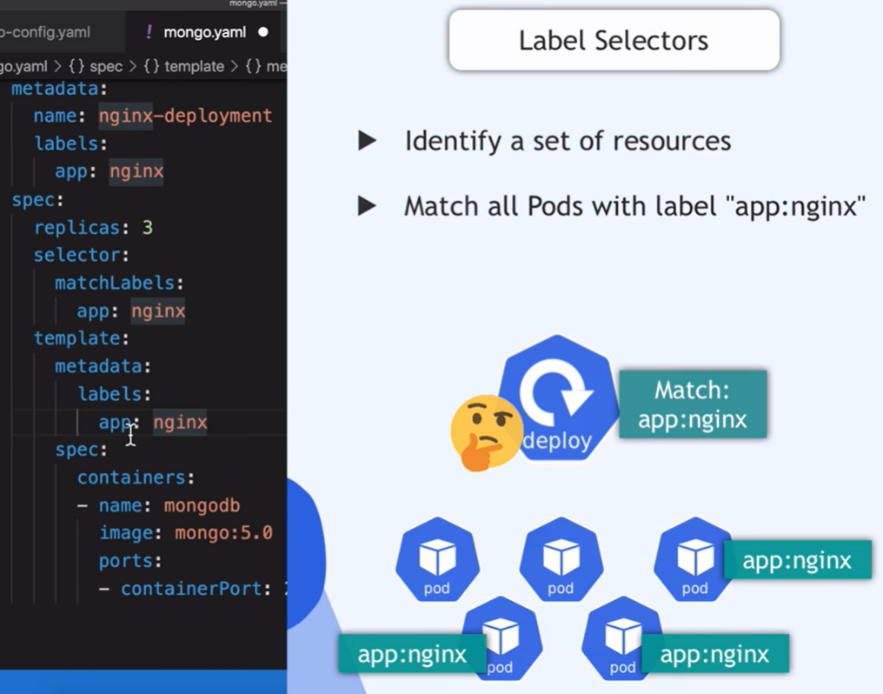 mongo.yaml —
o-config.yaml
! mongo.yaml ●
go.yaml > {} spec > {} template > {} me
metadata:
name: nginx-deployment
labels:
app: nginx
spec:
replicas: 3
selector:
matchLabels:
app: nginx
template:
metadata:
labels:
app: nginx
spec:
containers:
- name: mongodb
image: mongo:5.0
ports:
- containerPort:
Label Selectors
► Identify a set of resources
► Match all Pods with label "app:nginx"
Match:
app:nginx
deploy
pod
pod
pod
app:nginx
app:nginx
pod
pod
app:nginx